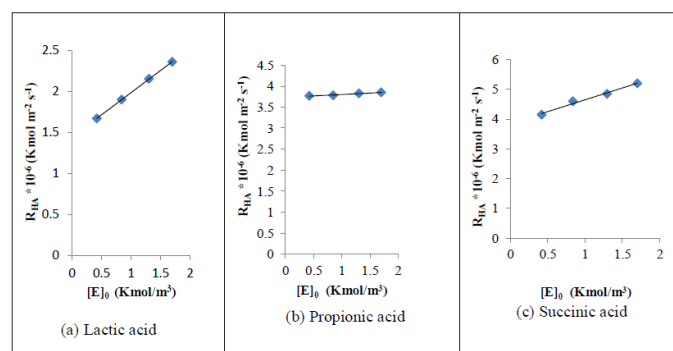 R_HA *10⁻⁶ (Kmol m⁻² s⁻¹)
2.5
2
1.5
1
0.5
0
0 0.5 1 1.5 2
[E]₀ (Kmol/m³)
(a) Lactic acid
R_HA *10⁻⁶ (Kmol m⁻² s⁻¹)
4.5
4
3.5
3
2.5
2
1.5
1
0.5
0
0 0.5 1 1.5 2
[E]₀ (Kmol/m³)
(b) Propionic acid
R_HA *10⁻⁶ (Kmol m⁻² s⁻¹)
6
5
4
3
2
1
0
0 0.5 1 1.5 2
[E]₀ (Kmol/m³)
(c) Succinic acid